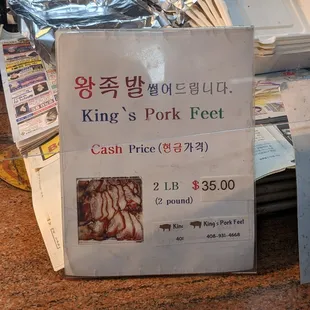 왕족발 썰어드립니다.
King`s Pork Feet
Cash Price (현금가격)
2 LB $35.00
(2 pound)
King's Pork Feet